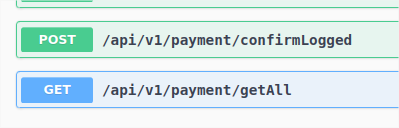 POST /api/v1/payment/confirmLogged
GET /api/v1/payment/getAll